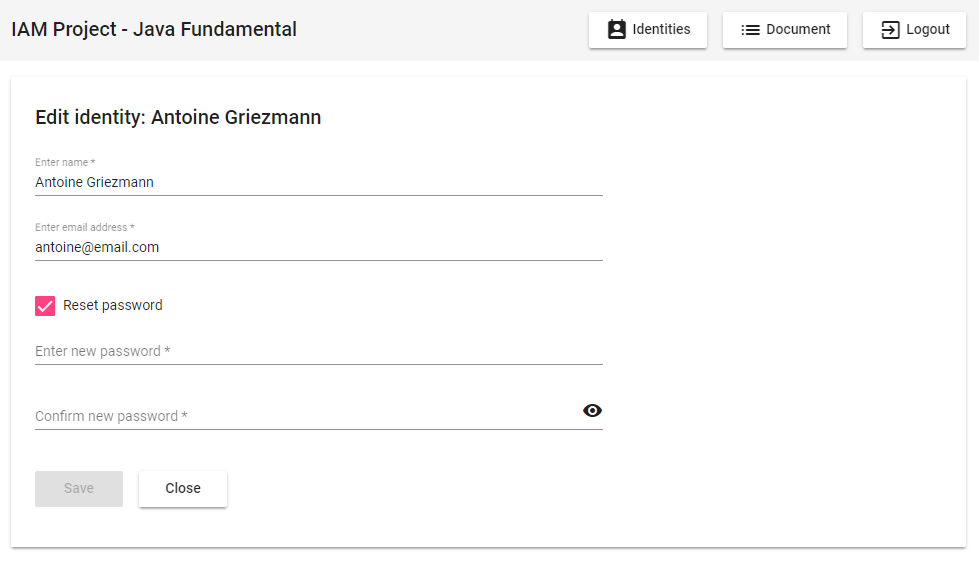 IAM Project - Java Fundamental
Identities
Document
Logout
Edit identity: Antoine Griezmann
Enter name *
Antoine Griezmann
Enter email address *
antoine@email.com
Reset password
Enter new password *
Confirm new password *
Save
Close